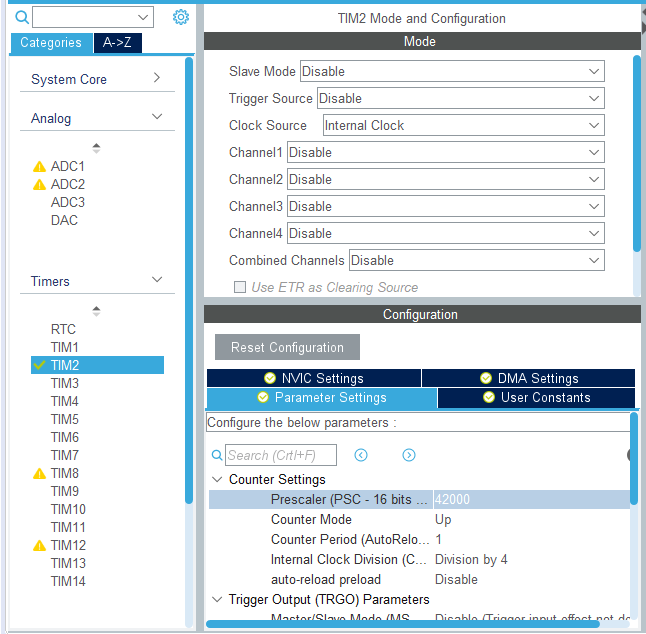 TIM2 Mode and Configuration
Categories
A->Z
System Core
Analog
ADC1
ADC2
ADC3
DAC
Timers
RTC
TIM1
TIM2
TIM3
TIM4
TIM5
TIM6
TIM7
TIM8
TIM9
TIM10
TIM11
TIM12
TIM13
TIM14
Mode
Slave Mode Disable
Trigger Source Disable
Clock Source Internal Clock
Channel1 Disable
Channel2 Disable
Channel3 Disable
Channel4 Disable
Combined Channels Disable
Use ETR as Clearing Source
Configuration
Reset Configuration
NVIC Settings
DMA Settings
Parameter Settings
User Constants
Configure the below parameters :
Search (Crtl+F)
Counter Settings
Prescaler (PSC - 16 bits ... 42000
Counter Mode Up
Counter Period (AutoRelo... 1
Internal Clock Division (C... Division by 4
auto-reload preload Disable
Trigger Output (TRGO) Parameters
Master/Slave Mode (MS... Disable (Trigger input effect not de